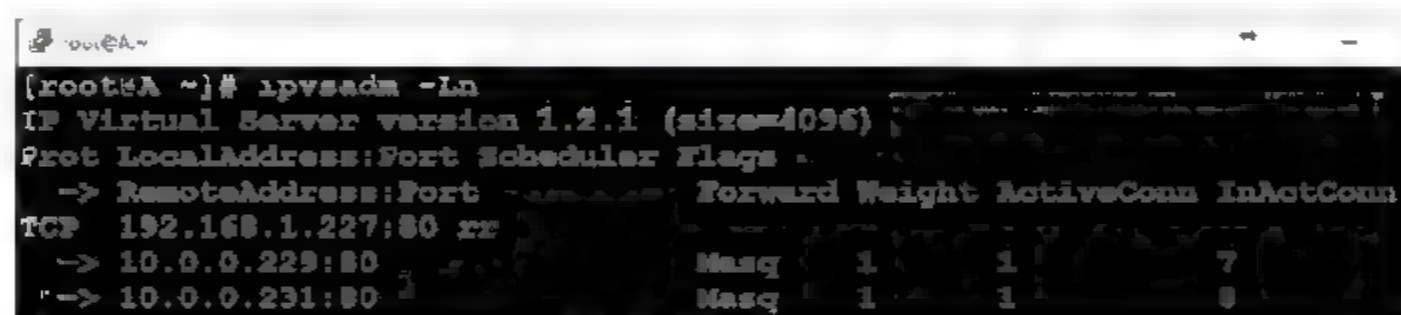 root@A:~
[root@A ~]# ipvsadm -Ln
IP Virtual Server version 1.2.1 (size=4096)
Prot LocalAddress:Port Scheduler Flags
  -> RemoteAddress:Port Forward Weight ActiveConn InActConn
TCP 192.168.1.227:80 rr
  -> 10.0.0.229:80 Masq 1 1 7
  -> 10.0.0.231:80 Masq 1 1